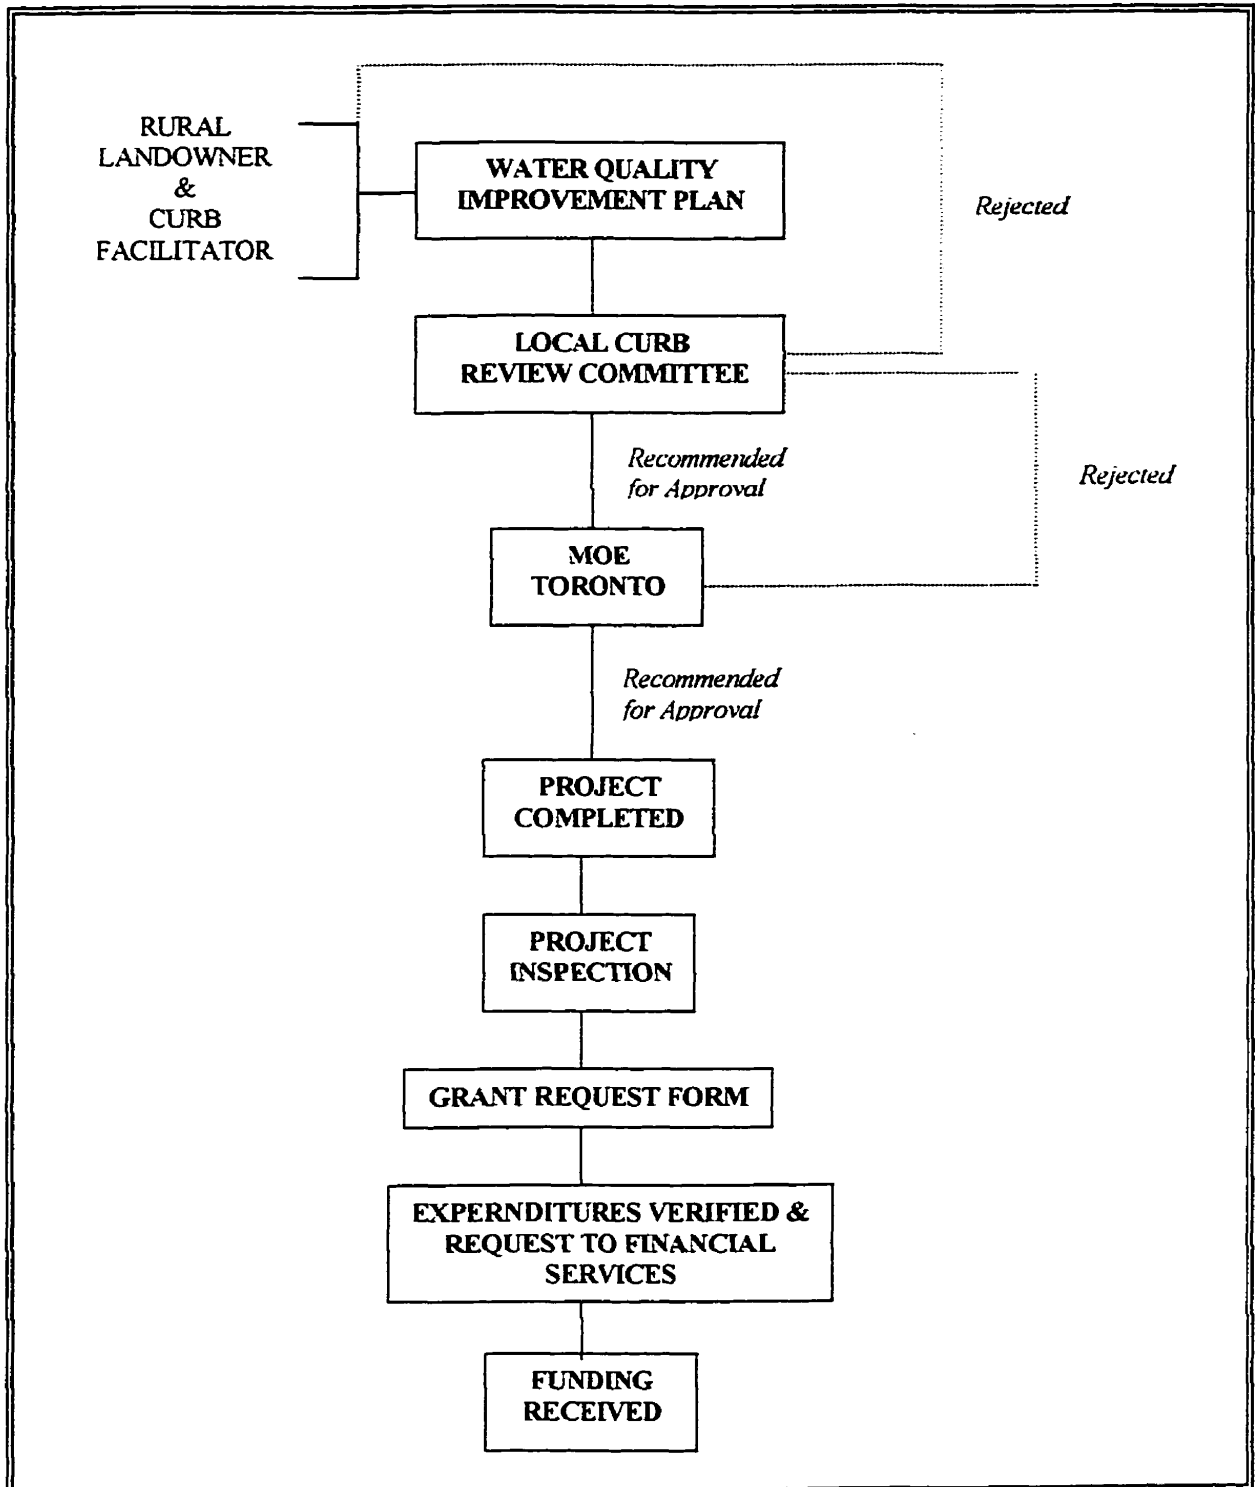 RURAL
LANDOWNER
&
CURB
FACILITATOR
WATER QUALITY
IMPROVEMENT PLAN
Rejected
LOCAL CURB
REVIEW COMMITTEE
Recommended
for Approval
Rejected
MOE
TORONTO
Recommended
for Approval
PROJECT
COMPLETED
PROJECT
INSPECTION
GRANT REQUEST FORM
EXPERNDITURES VERIFIED &
REQUEST TO FINANCIAL
SERVICES
FUNDING
RECEIVED